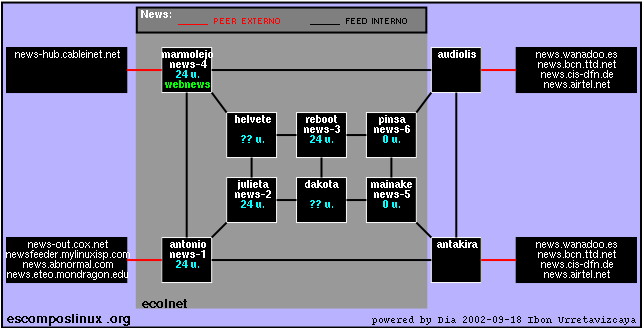 News:
PEER EXTERNO
FEED INTERNO
news-hub.cableinet.net
marmolejo
news-4
24 u.
webnews
audiolis
news.wanadoo.es
news.bcn.ttd.net
news.cis-dfn.de
news.airtel.net
helvete
?? u.
reboot
news-3
24 u.
pinsa
news-6
0 u.
julieta
news-2
24 u.
dakota
?? u.
mainake
news-5
0 u.
news-out.cox.net
newsfeeder.mylinuxisp.com
news.abnormal.com
news.eteo.mondragon.edu
antonio
news-1
24 u.
antakira
news.wanadoo.es
news.bcn.ttd.net
news.cis-dfn.de
news.airtel.net
ecolnet
escomposlinux .org
powered by Dia 2002-09-18 Ibon Urretavizcaya